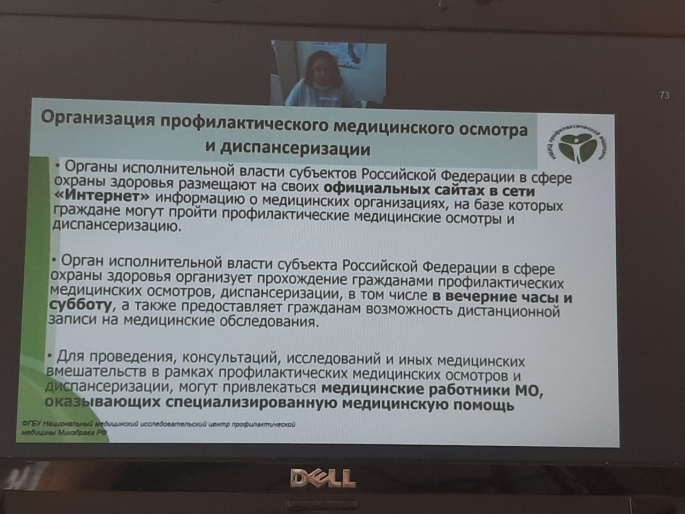 73
Организация профилактического медицинского осмотра
и диспансеризации
• Органы исполнительной власти субъектов Российской Федерации в сфере
охраны здоровья размещают на своих официальных сайтах в сети
«Интернет» информацию о медицинских организациях, на базе которых
граждане могут пройти профилактические медицинские осмотры и
диспансеризацию.
• Орган исполнительной власти субъекта Российской Федерации в сфере
охраны здоровья организует прохождение гражданами профилактических
медицинских осмотров, диспансеризации, в том числе в вечерние часы и
субботу, а также предоставляет гражданам возможность дистанционной
записи на медицинские обследования.
• Для проведения, консультаций, исследований и иных медицинских
вмешательств в рамках профилактических медицинских осмотров и
диспансеризации, могут привлекаться медицинские работники МО,
оказывающих специализированную медицинскую помощь
ФГБУ Национальный медицинский исследовательский центр профилактической
медицины Минздрава РФ
DELL